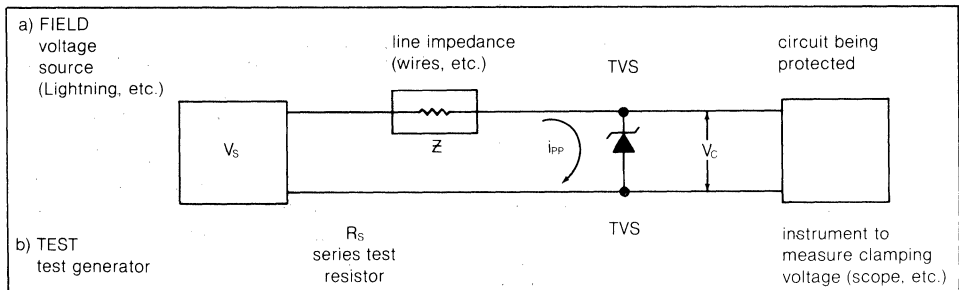 a) FIELD
voltage
source
(Lightning, etc.)
line impedance
(wires, etc.)
TVS
circuit being
protected
VS
Z
iPP
VC
b) TEST
test generator
RS
series test
resistor
TVS
instrument to
measure clamping
voltage (scope, etc.)